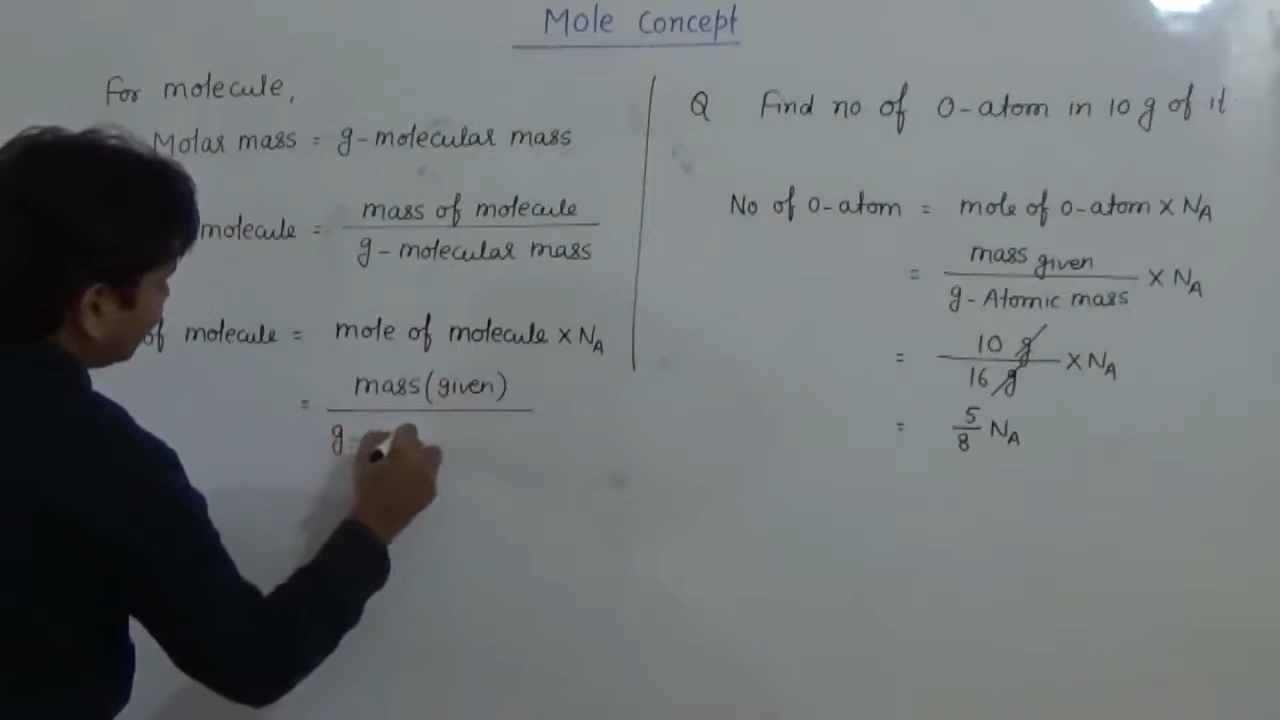 Mole Concept
For molecule,
Molar mass = g-molecular mass
molecule = mass of molecule
g-molecular mass
of molecule = mole of molecule × NA
= mass (given)
g-
Q Find no of O-atom in 10 g of it
No of O-atom = mole of O-atom × NA
= mass given
g-Atomic mass × NA
= 10 g
16 g × NA
= 5
8 NA